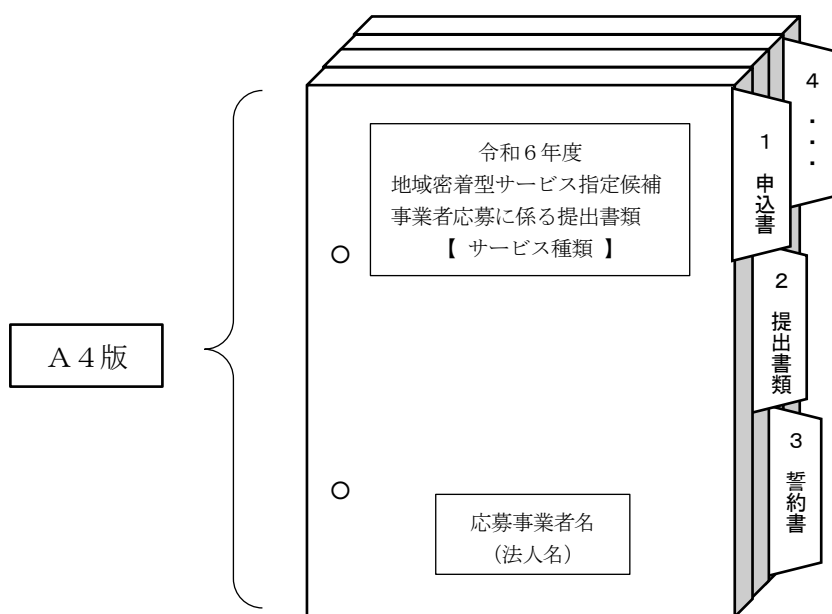 令和６年度
地域密着型サービス指定候補
事業者応募に係る提出書類
【 サービス種類 】
応募事業者名
（法人名）
Ａ４版
１ 申込書
２ 提出書類
３ 誓約書
４ ・・・